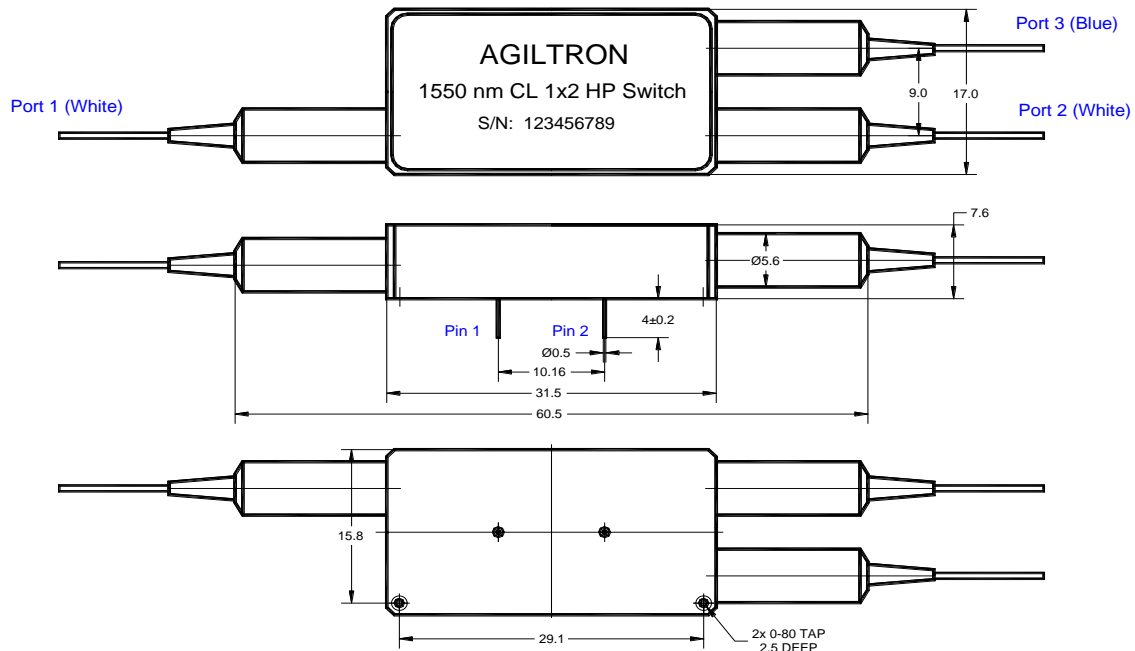 Port 3 (Blue)
AGILTRON
1550 nm CL 1x2 HP Switch
S/N: 123456789
Port 1 (White)
9.0
17.0
Port 2 (White)
7.6
Ø5.6
Pin 1
Pin 2
4±0.2
Ø0.5
10.16
31.5
60.5
15.8
29.1
2x 0-80 TAP
2.5 DEEP